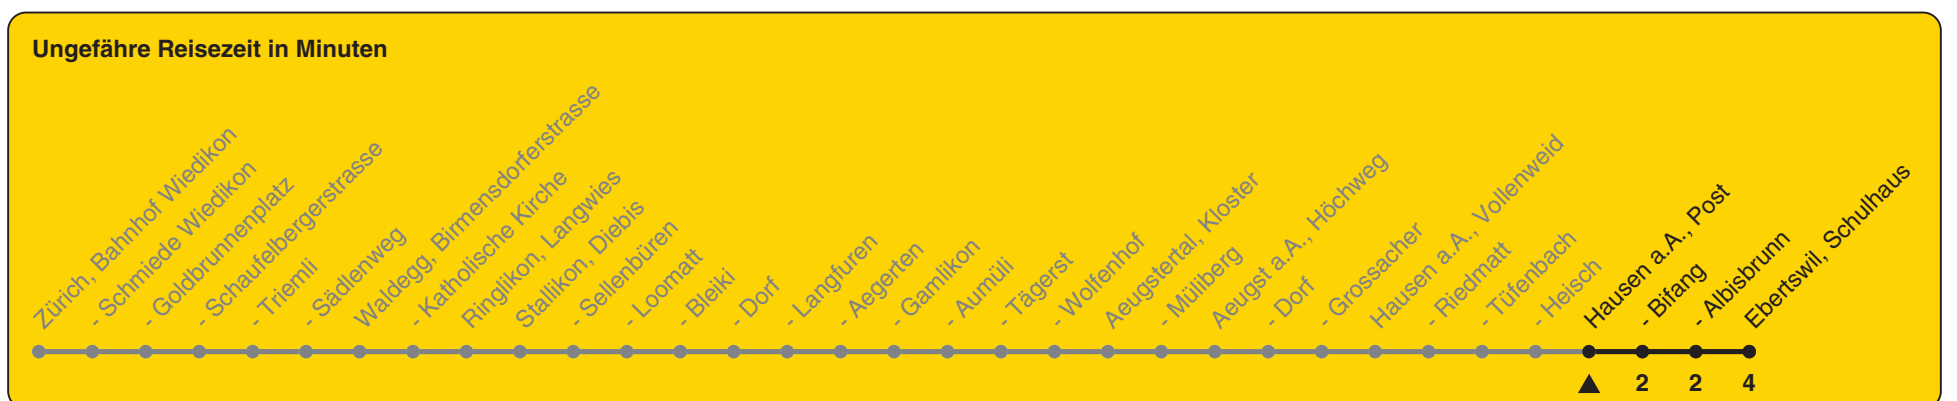 Ungefähre Reisezeit in Minuten
Zürich, Bahnhof Wiedikon
- Schmiede Wiedikon
- Goldbrunnenplatz
- Schaufelbergerstrasse
- Triemli
- Sädlenweg
Waldegg, Birmensdorferstrasse
- Katholische Kirche
Ringlikon, Langwies
Stallikon, Diebis
- Sellenbüren
- Loomatt
- Bleiki
- Dorf
- Langfuren
- Aegerten
- Gamlikon
- Aumüli
- Tägerst
- Wolfenhof
Aeugstertal, Kloster
- Müliberg
Aeugst a.A., Höchweg
- Dorf
- Grossacher
Hausen a.A., Vollenweid
- Riedmatt
- Tüfenbach
- Heisch
Hausen a.A., Post
- Bifang
- Albisbrunn
Ebertswil, Schulhaus
▲ 2 2 4